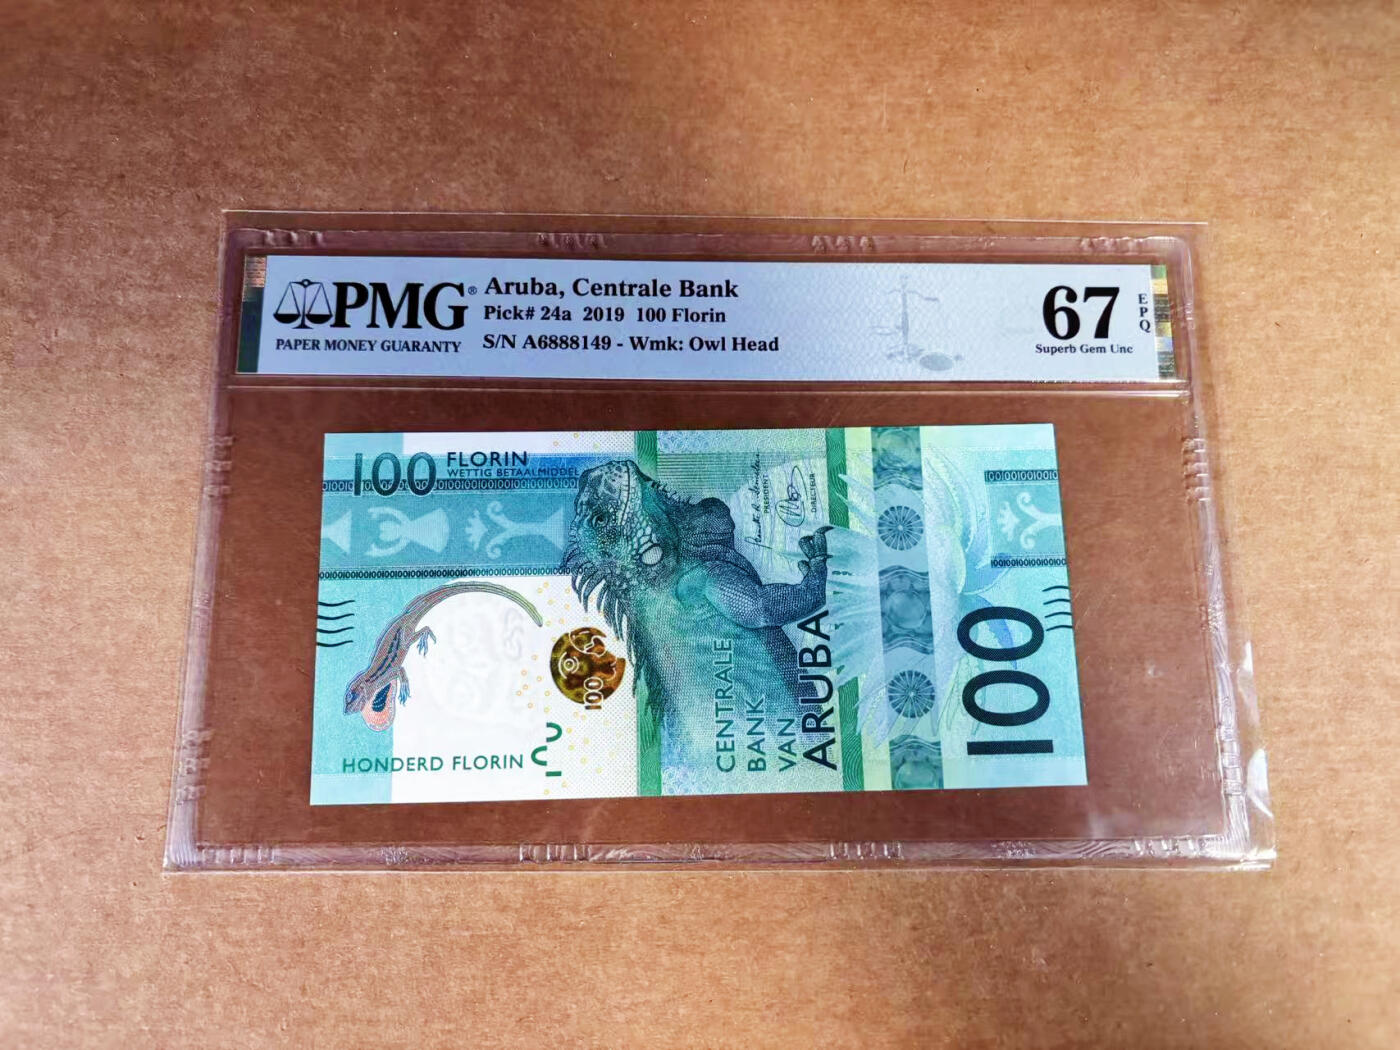 PMG®
PAPER MONEY GUARANTY
Aruba, Centrale Bank
Pick# 24a 2019 100 Florin
S/N A6888149 - Wmk: Owl Head
67
EPQ
Superb Gem Unc
100 FLORIN
WETTIG BETAALMIDDEL
PRESIDENT
DIRECTEUR
100
HONDERD FLORIN
CENTRALE
BANK
VAN
ARUBA
100